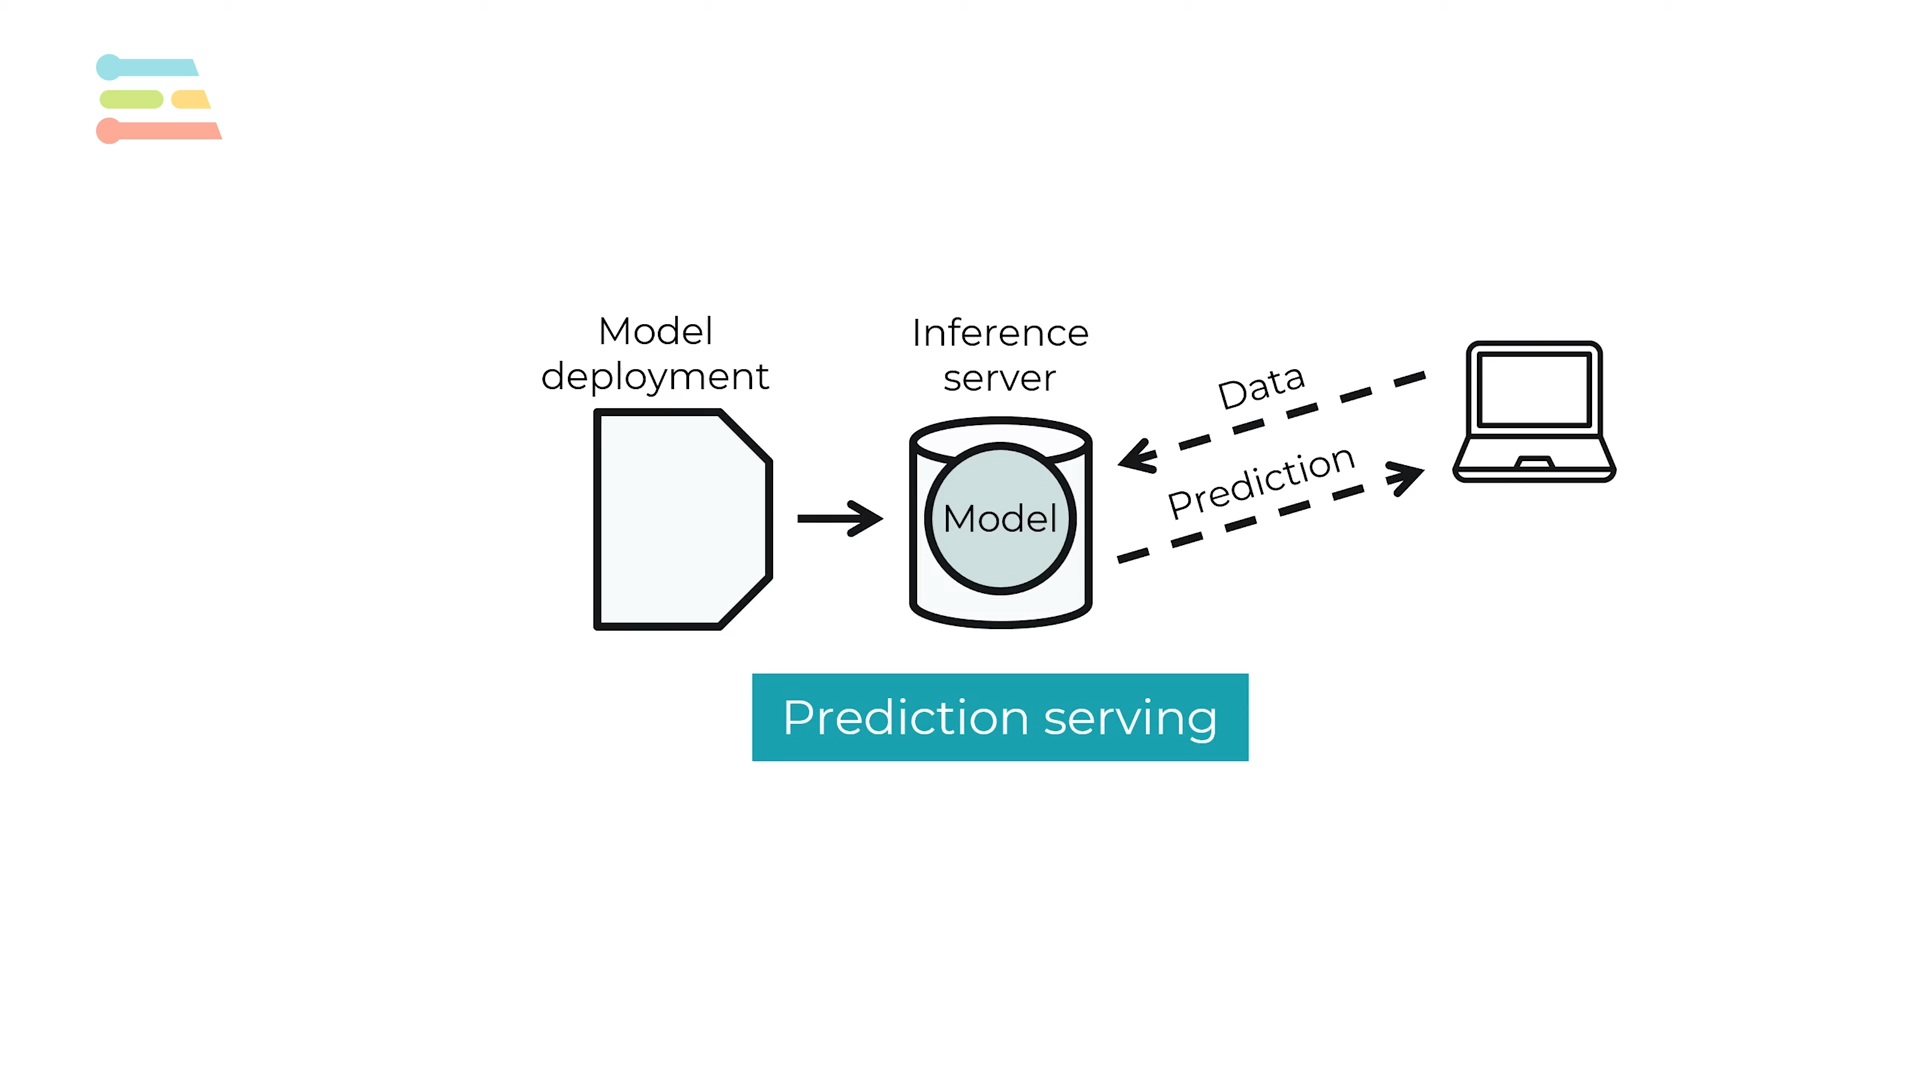 Model
deployment
Inference
server
Data
Prediction
Model
Prediction serving